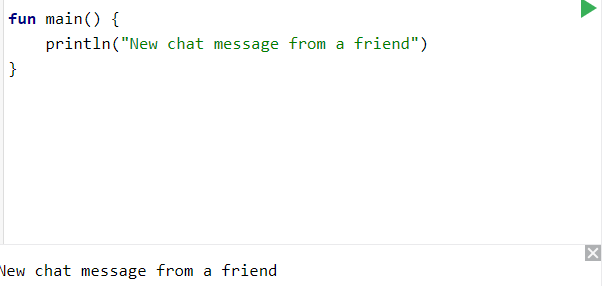 fun main() {
    println("New chat message from a friend")
}
New chat message from a friend